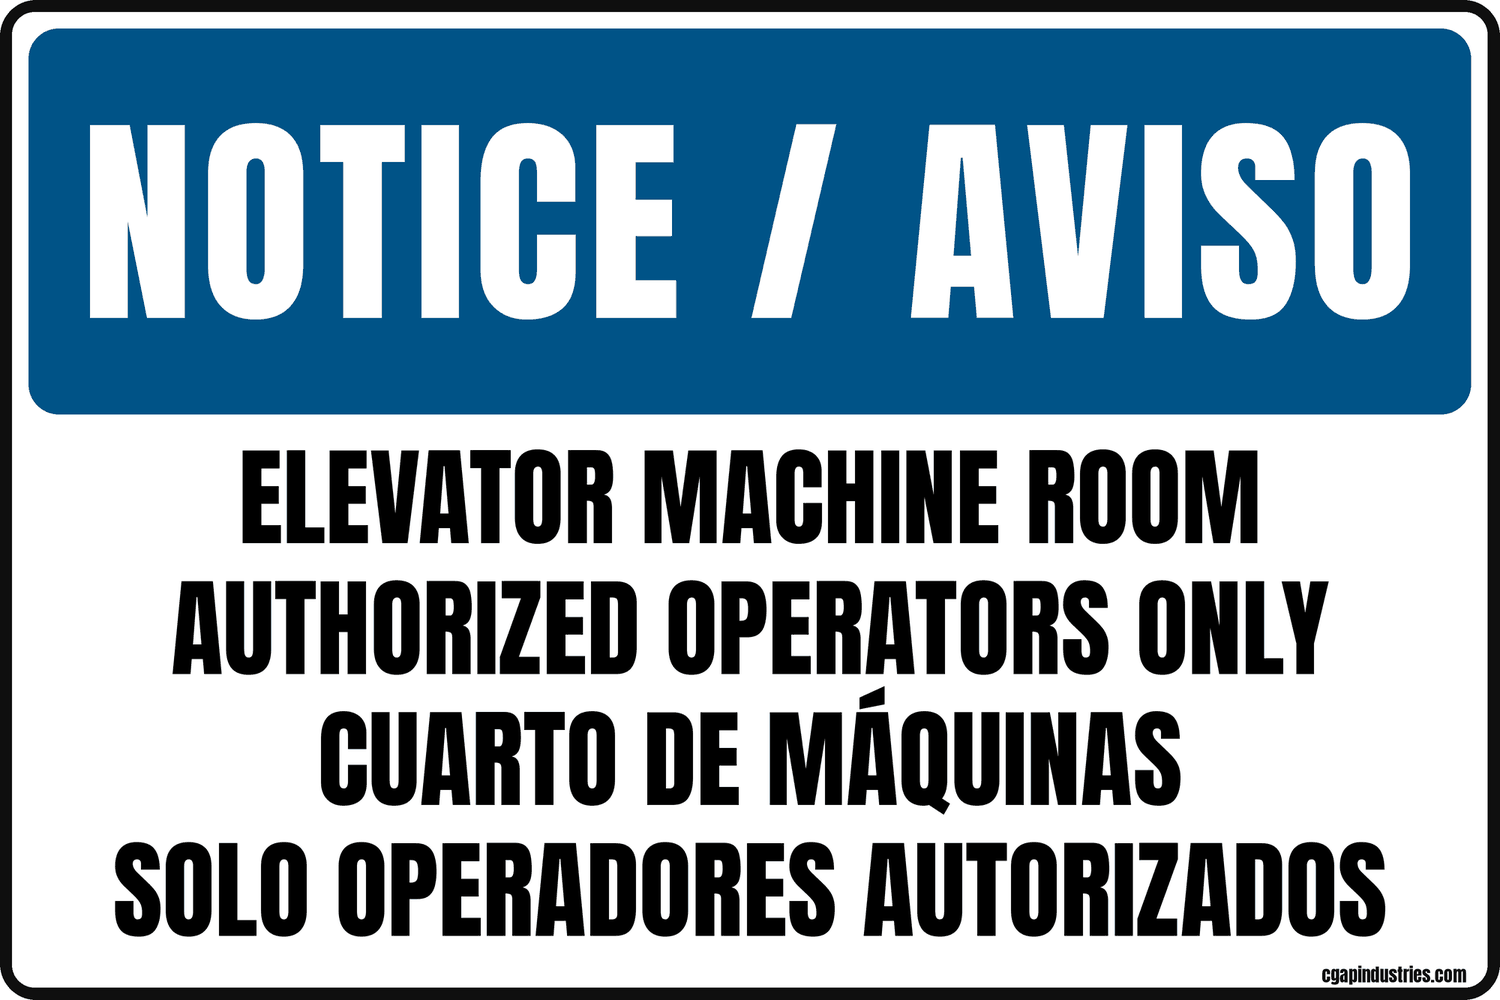 NOTICE / AVISO
ELEVATOR MACHINE ROOM
AUTHORIZED OPERATORS ONLY
CUARTO DE MÁQUINAS
SOLO OPERADORES AUTORIZADOS
cgapindustries.com